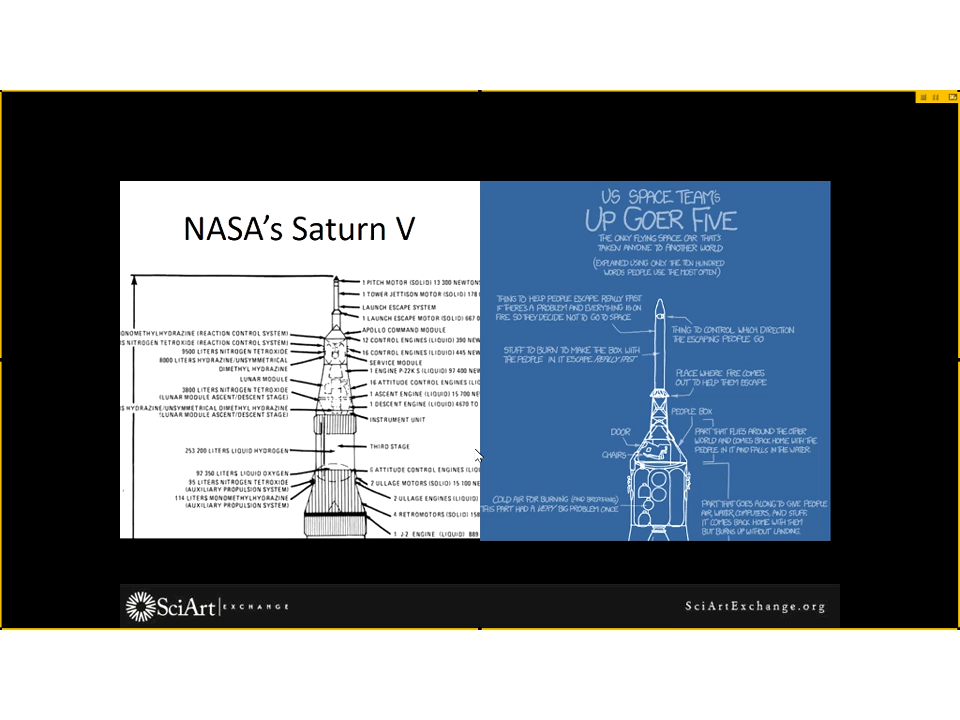 NASA's Saturn V
1 PITCH MOTOR (SOLID) 13 300 NEWTONS
1 TOWER JETTISON MOTOR (SOLID) 178
LAUNCH ESCAPE SYSTEM
1 LAUNCH ESCAPE MOTOR (SOLID) 667 0
APOLLO COMMAND MODULE
ONOMETHYLHYDRAZINE (REACTION CONTROL SYSTEM)
12 CONTROL ENGINES (LIQUID) 390 NEW
S NITROGEN TETROXIDE (REACTION CONTROL SYSTEM)
9500 LITERS NITROGEN TETROXIDE
16 CONTROL ENGINES (LIQUID) 445 NEW
8000 LITERS HYDRAZINE/UNSYMMETRICAL
DIMETHYL HYDRAZINE
SERVICE MODULE
1 ENGINE P-22K S (LIQUID) 97 400 NEW
LUNAR MODULE
16 ATTITUDE CONTROL ENGINES (LIQ
3800 LITERS NITROGEN TETROXIDE
(LUNAR MODULE ASCENT/DESCENT STAGE)
1 ASCENT ENGINE (LIQUID) 15 700 NE
1 DESCENT ENGINE (LIQUID) 4670 TO
S HYDRAZINE/UNSYMMETRICAL DIMETHYL HYDRAZINE
(LUNAR MODULE ASCENT/DESCENT STAGE)
INSTRUMENT UNIT
THIRD STAGE
253 200 LITERS LIQUID HYDROGEN
92 350 LITERS LIQUID OXYGEN
6 ATTITUDE CONTROL ENGINES (LIQU
95 LITERS NITROGEN TETROXIDE
(AUXILIARY PROPULSION SYSTEM)
2 ULLAGE MOTORS (SOLID) 15 100 NE
114 LITERS MONOMETHYLHYDRAZINE
(AUXILIARY PROPULSION SYSTEM)
2 ULLAGE ENGINES (LIQUID)
4 RETROMOTORS (SOLID) 158
1 J-2 ENGINE (LIQUID) 889
US SPACE TEAM'S
UP GOER FIVE
THE ONLY FLYING SPACE CAR THAT'S
TAKEN ANYONE TO ANOTHER WORLD
(EXPLAINED USING ONLY THE TEN HUNDRED
WORDS PEOPLE USE THE MOST OFTEN)
THING TO HELP PEOPLE ESCAPE REALLY FAST
IF THERE'S A PROBLEM AND EVERYTHING IS ON
FIRE SO THEY DECIDE NOT TO GO TO SPACE
THING TO CONTROL WHICH DIRECTION
THE ESCAPING PEOPLE GO
STUFF TO BURN TO MAKE THE BOX WITH
THE PEOPLE IN IT ESCAPE REALLY FAST
PLACE WHERE FIRE COMES
OUT TO HELP THEM ESCAPE
PEOPLE BOX
DOOR
CHAIRS
PART THAT FLIES AROUND THE OTHER
WORLD AND COMES BACK HOME WITH THE
PEOPLE IN IT AND FALLS IN THE WATER
COLD AIR FOR BURNING (AND BREATHING)
THIS PART HAD A VERY BIG PROBLEM ONCE
PART THAT GOES ALONG TO GIVE PEOPLE
AIR, WATER, COMPUTERS, AND STUFF.
IT COMES BACK HOME WITH THEM
BUT BURNS UP WITHOUT LANDING.
SciArt EXCHANGE
SciArtExchange.org